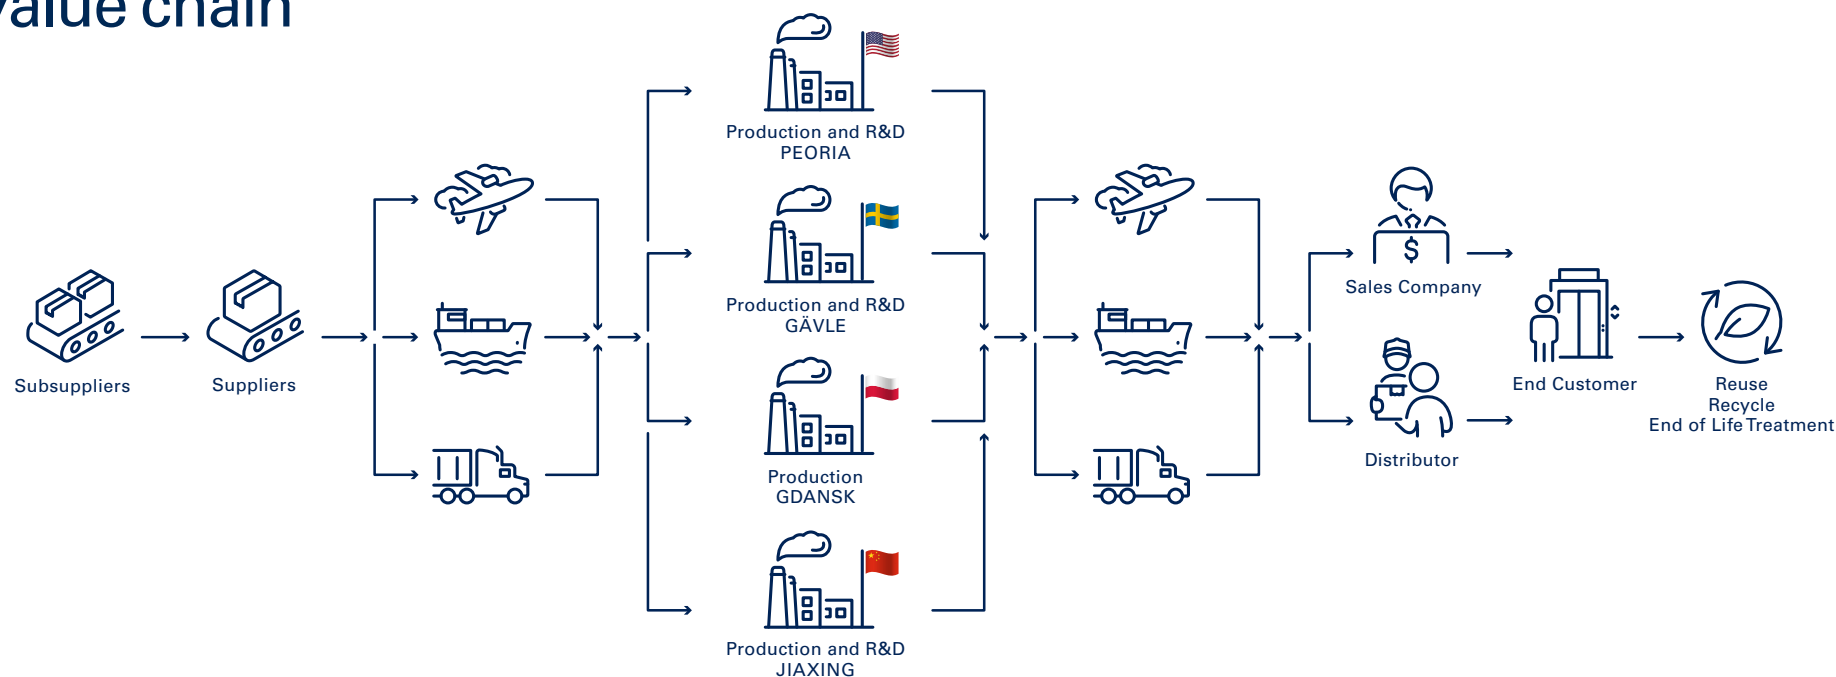 value chain
Production and R&D
PEORIA
Production and R&D
GÄVLE
Production
GDANSK
Production and R&D
JIAXING
Subsuppliers
Suppliers
$
Sales Company
Distributor
End Customer
Reuse
Recycle
End of Life Treatment